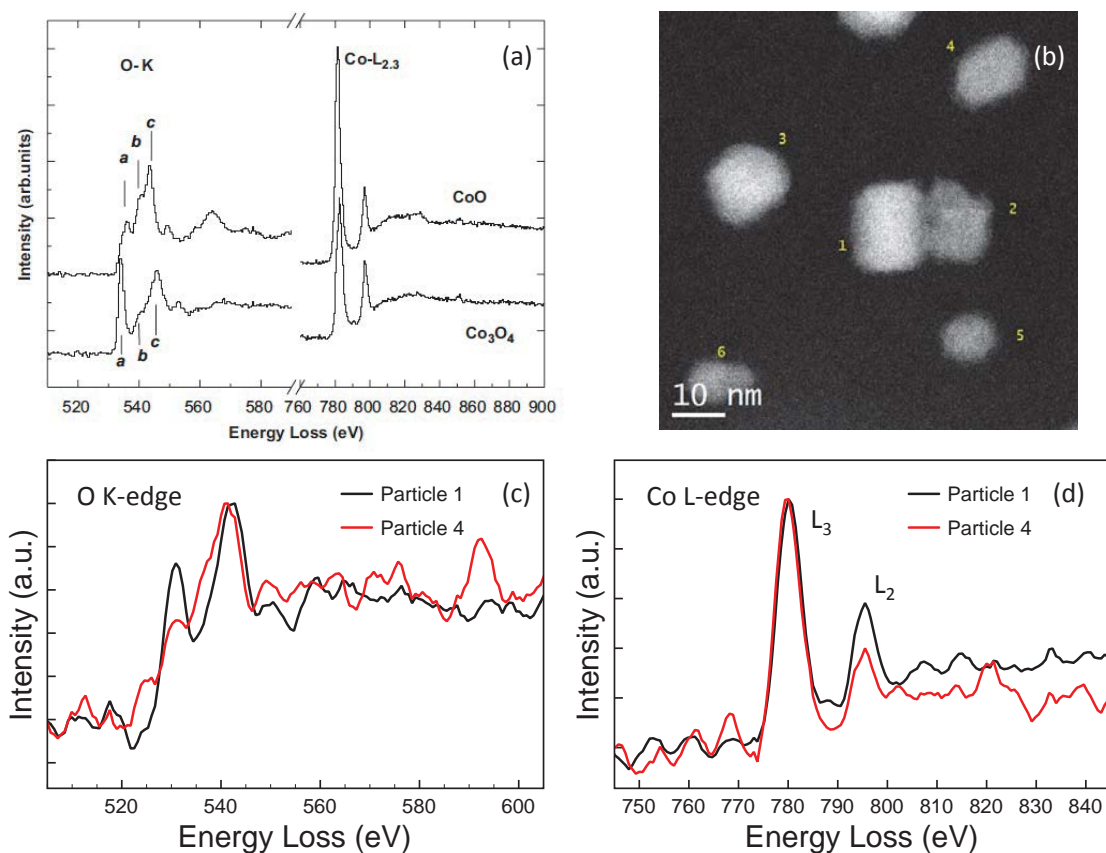 (a)
O-K
Co-L2.3
c
b
a
CoO
Co3O4
a
b
c
Intensity (arb.units)
520 540 560 760 780 800 820 840 860 880 900
Energy Loss (eV)
(b)
4
3
2
1
5
6
10 nm
O K-edge
Particle 1
Particle 4
(c)
Intensity (a.u.)
520 540 560 580 600
Energy Loss (eV)
Co L-edge
Particle 1
Particle 4
(d)
L3
L2
Intensity (a.u.)
750 760 770 780 790 800 810 820 830 840
Energy Loss (eV)